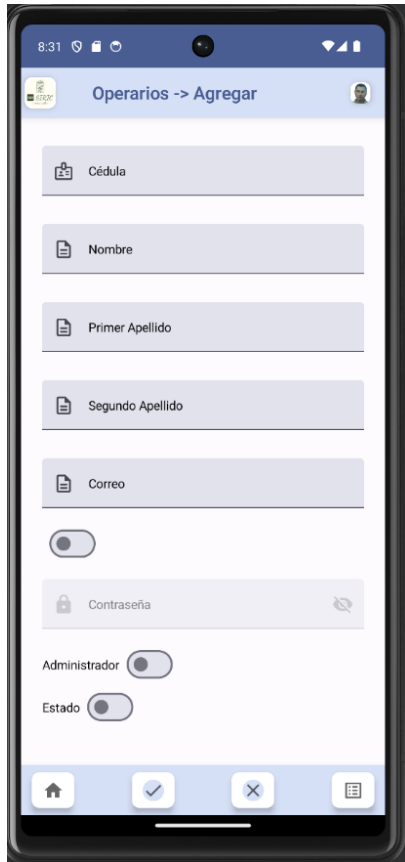 8:31
Operarios -> Agregar
Cédula
Nombre
Primer Apellido
Segundo Apellido
Correo
Contraseña
Administrador
Estado